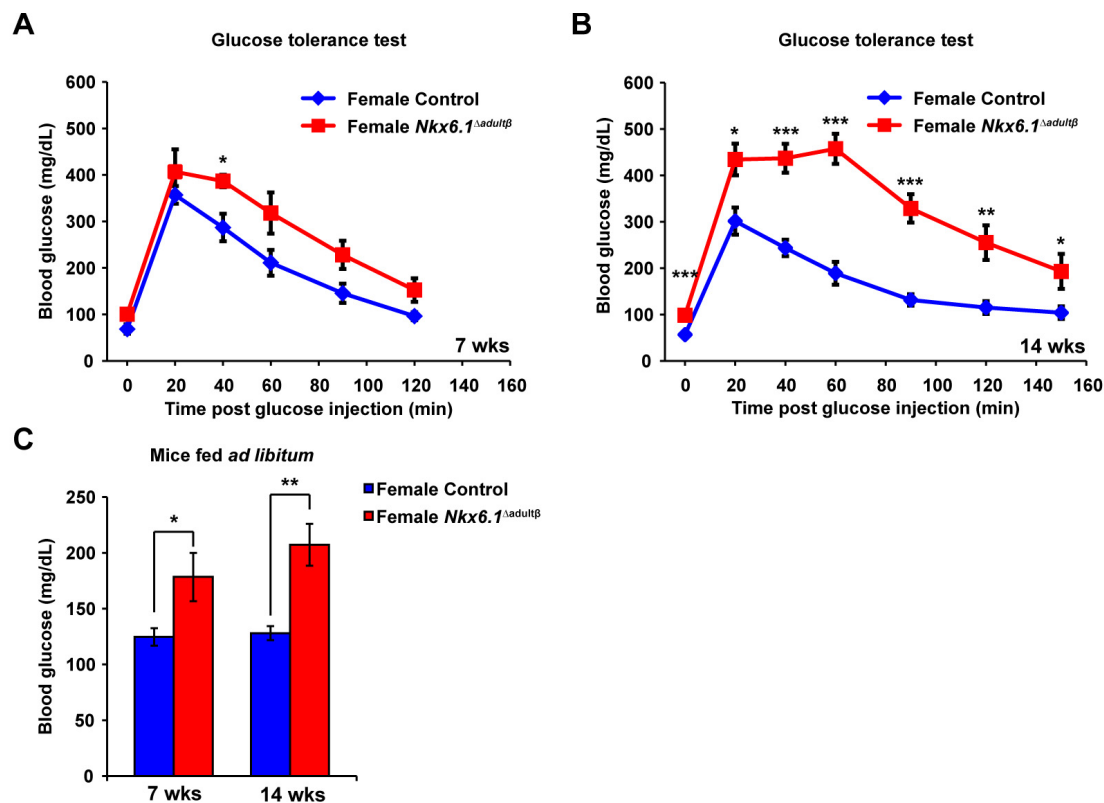 A
Glucose tolerance test
Blood glucose (mg/dL)
600
500
400
300
200
100
0
Female Control
Female Nkx6.1Δadultβ
*
7 wks
0 20 40 60 80 100 120 140 160
Time post glucose injection (min)
B
Glucose tolerance test
Blood glucose (mg/dL)
600
500
400
300
200
100
0
Female Control
Female Nkx6.1Δadultβ
*** * *** *** *** ** *
14 wks
0 20 40 60 80 100 120 140 160
Time post glucose injection (min)
C
Mice fed ad libitum
Blood glucose (mg/dL)
250
200
150
100
50
0
Female Control
Female Nkx6.1Δadultβ
* **
7 wks 14 wks